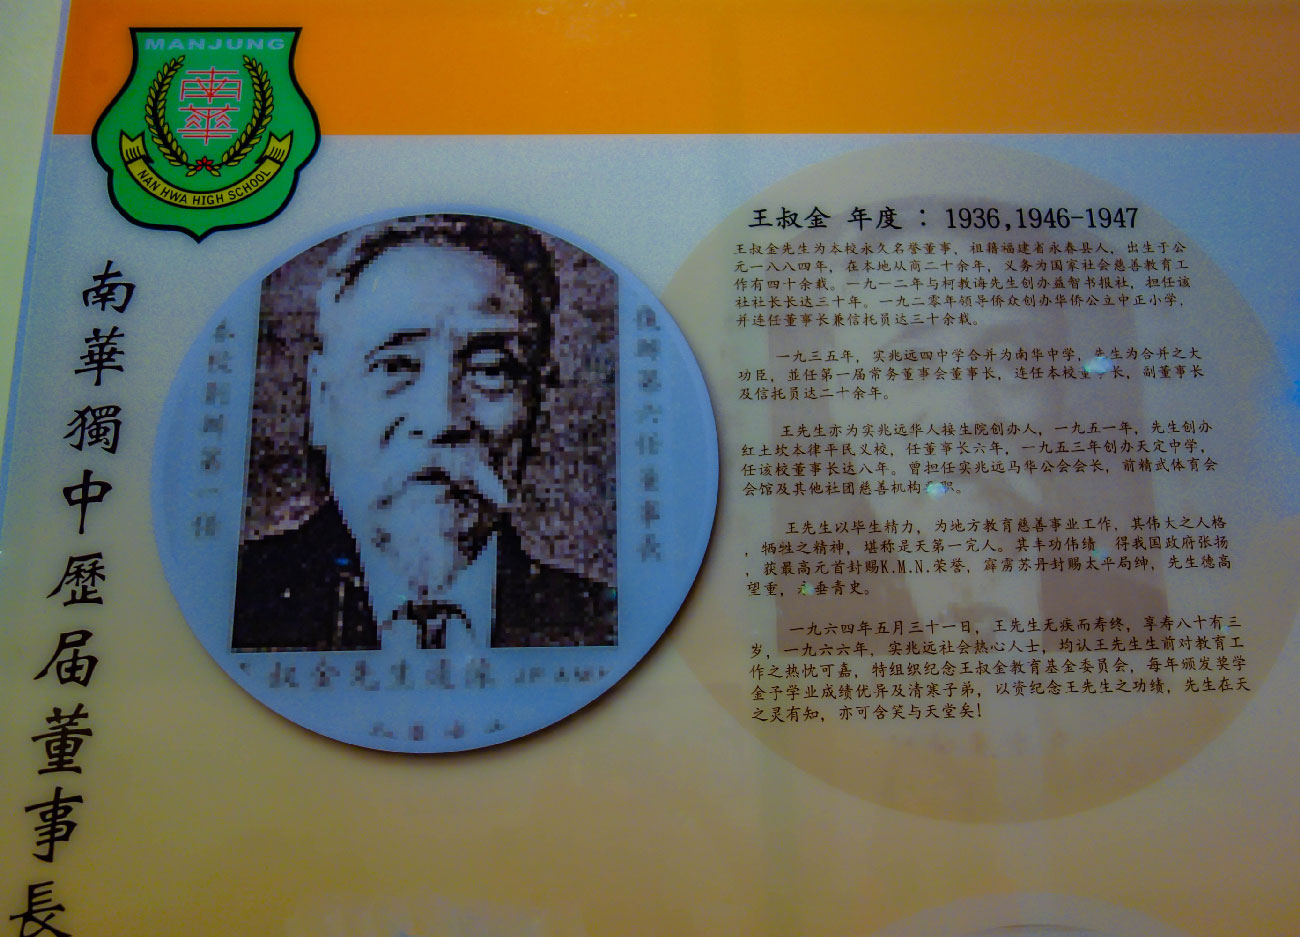 MANJUNG
南華
NAN HWA HIGH SCHOOL
南華獨中歷届董事長
王叔金 年度 : 1936,1946-1947
王叔金先生为本校永久名誉董事, 祖籍福建省永春县人, 出生于公
元一八八四年, 在本地从商二十余年, 义务为国家社会慈善教育工
作有四十余载。一九一二年与柯教诲先生创办益智书报社, 担任该
社社长长达三十年。一九二零年领导侨众创办华侨公立中正小学,
并连任董事长兼信托员达三十余载。
一九三五年, 实兆远四中学合并为南华中学, 先生为合并之大
功臣, 並任第一届常务董事会董事长, 连任本校董事长, 副董事长
及信托员达二十余年。
王先生亦为实兆远华人接生院创办人, 一九五一年, 先生创办
红土坎本律平民义校, 任董事长六年, 一九五三年创办天定中学,
任该校董事长达八年。曾担任实兆远马华公会会长, 前精武体育会
会馆及其他社团慈善机构 职。
王先生以毕生精力, 为地方教育慈善事业工作, 其伟大之人格
, 牺牲之精神, 堪称是天第一完人。其丰功伟绩 得我国政府张扬
, 获最高元首封赐K.M.N.荣誉, 霹雳苏丹封赐太平局绅, 先生德高
望重, 永垂青史。
一九六四年五月三十一日, 王先生无疾而寿终, 享寿八十有三
岁, 一九六六年, 实兆远社会热心人士, 均认王先生生前对教育工
作之热忱可嘉, 特组织纪念王叔金教育基金委员会, 每年颁发奖学
金予学业成绩优异及清寒子弟, 以资纪念王先生之功绩, 先生在天
之灵有知, 亦可含笑与天堂矣!
复办第六任董事長
叔金先生遺像